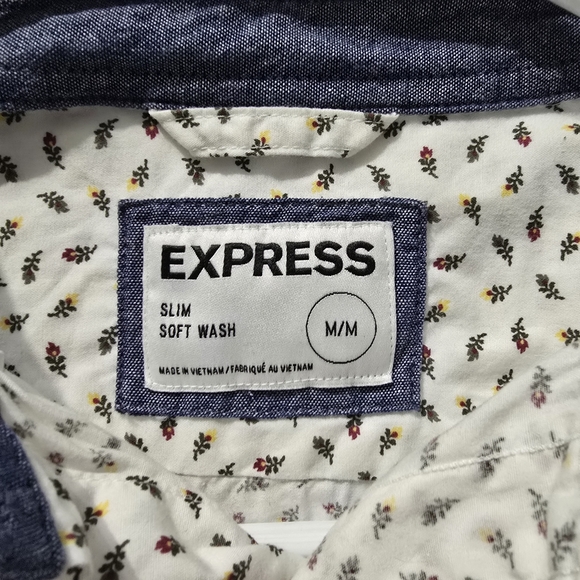 EXPRESS
SLIM
SOFT WASH
M/M
MADE IN VIETNAM / FABRIQUÉ AU VIETNAM